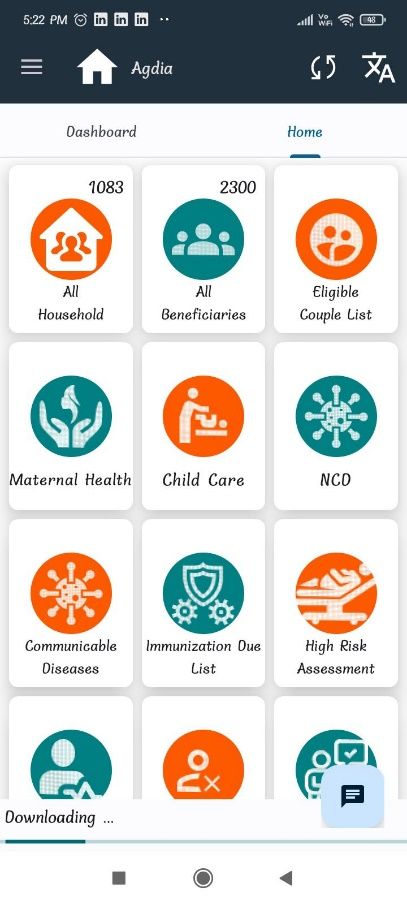 5:22 PM
Vo
WiFi
48
Agdia
Dashboard
Home
1083
All
Household
2300
All
Beneficiaries
Eligible
Couple List
Maternal Health
Child Care
NCD
Communicable
Diseases
Immunization Due
List
High Risk
Assessment
Downloading ...